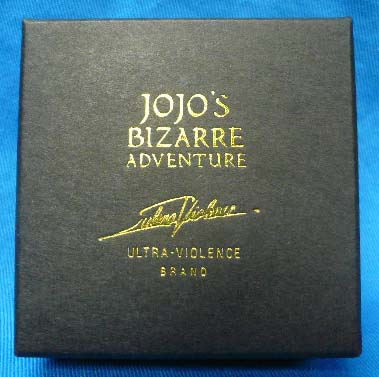 JOJO'S
BIZARRE
ADVENTURE
ULTRA-VIOLENCE
BRAND